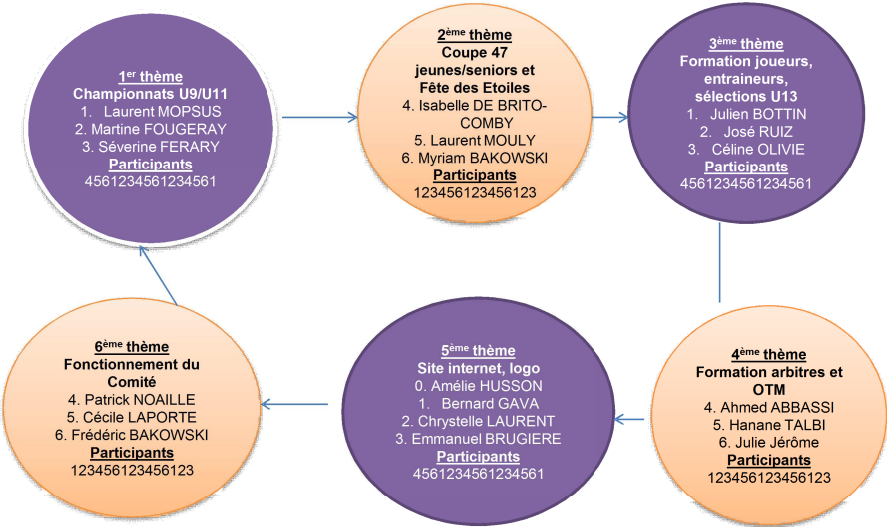 1er thème
Championnats U9/U11
1. Laurent MOPSUS
2. Martine FOUGERAY
3. Séverine FERARY
Participants
4561234561234561
2ème thème
Coupe 47
jeunes/seniors et
Fête des Etoiles
4. Isabelle DE BRITO-
COMBY
5. Laurent MOULY
6. Myriam BAKOWSKI
Participants
123456123456123
3ème thème
Formation joueurs,
entraineurs,
sélections U13
1. Julien BOTTIN
2. José RUIZ
3. Céline OLIVIE
Participants
4561234561234561
4ème thème
Formation arbitres et
OTM
4. Ahmed ABBASSI
5. Hanane TALBI
6. Julie Jérôme
Participants
123456123456123
5ème thème
Site internet, logo
0. Amélie HUSSON
1. Bernard GAVA
2. Chrystelle LAURENT
3. Emmanuel BRUGIERE
Participants
4561234561234561
6ème thème
Fonctionnement du
Comité
4. Patrick NOAILLE
5. Cécile LAPORTE
6. Frédéric BAKOWSKI
Participants
123456123456123